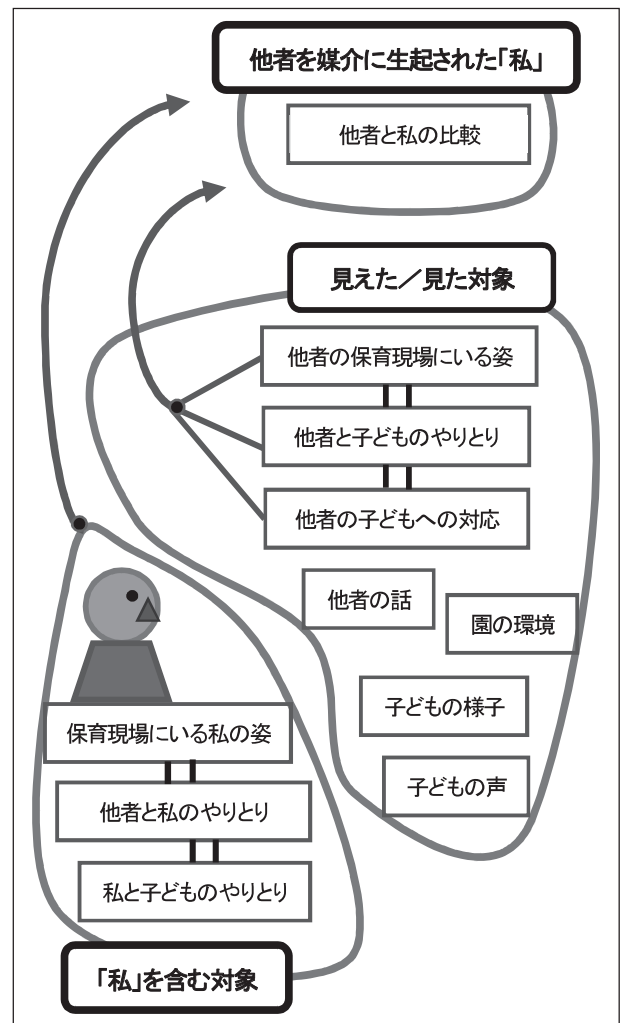 他者を媒介に生起された「私」
他者と私の比較
見えた／見た対象
他者の保育現場にいる姿
他者と子どものやりとり
他者の子どもへの対応
他者の話
園の環境
子どもの様子
子どもの声
保育現場にいる私の姿
他者と私のやりとり
私と子どものやりとり
「私」を含む対象